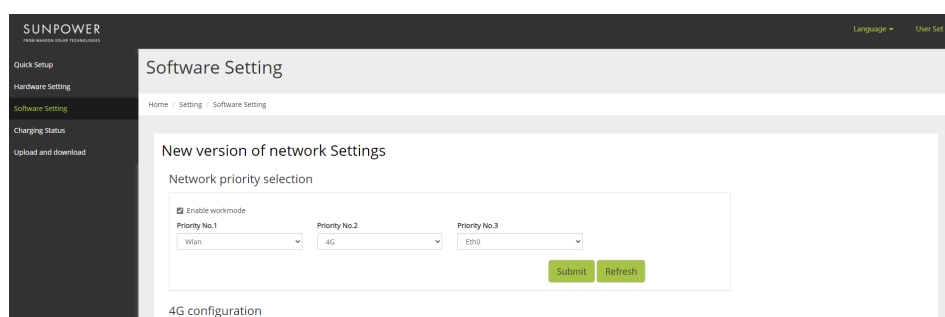 SUNPOWER
FROM MAXEON SOLAR TECHNOLOGIES
Language
User Set
Quick Setup
Hardware Setting
Software Setting
Charging Status
Upload and download
Software Setting
Home / Setting / Software Setting
New version of network Settings
Network priority selection
Enable workmode
Priority No.1 Priority No.2 Priority No.3
Wlan 4G Eth0
Submit Refresh
4G configuration